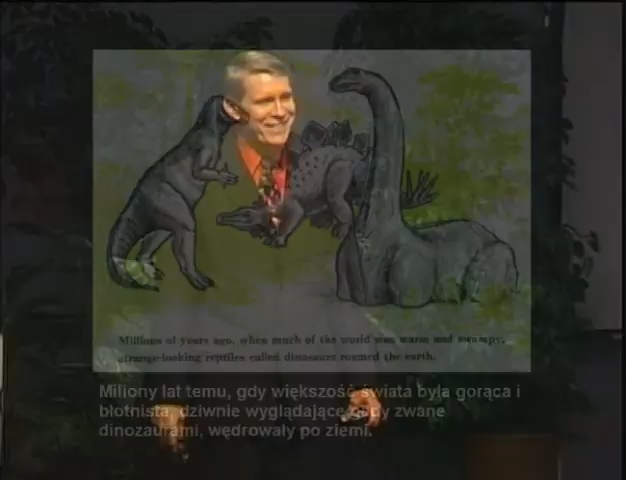 Millions of years ago, when much of the world was warm and swampy,
strange-looking reptiles called dinosaurs roamed the earth.
Miliony lat temu, gdy większość świata była gorąca i
błotnista, dziwnie wyglądające gady zwane
dinozaurami, wędrowały po ziemi.